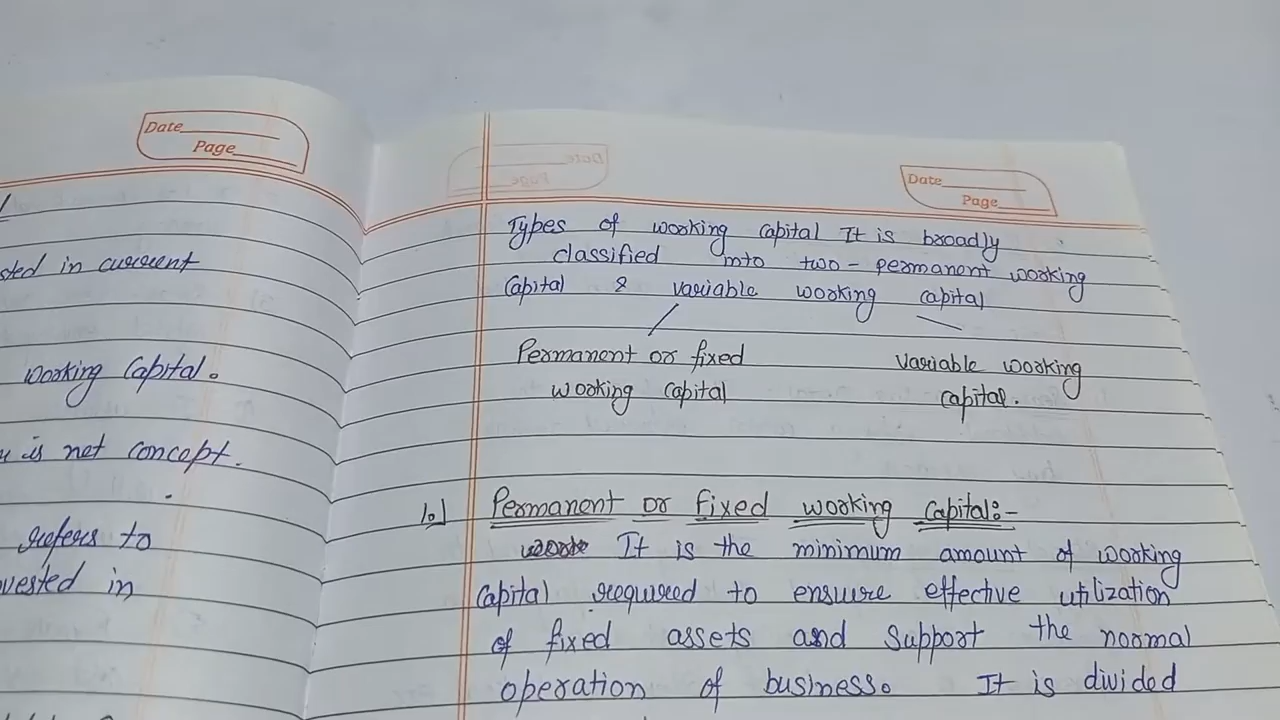 Date
Page
sted in current
working Capital.
is net concept.
refers to
vested in
Date
Page
Types of working capital It is broadly
classified into two - permanent working
Capital & variable working capital
Permanent or fixed
working capital
Variable working
capital.
1.] Permanent or Fixed working Capital:-
It is the minimum amount of working
Capital required to ensure effective utilization
of fixed assets and support the normal
operation of business. It is divided